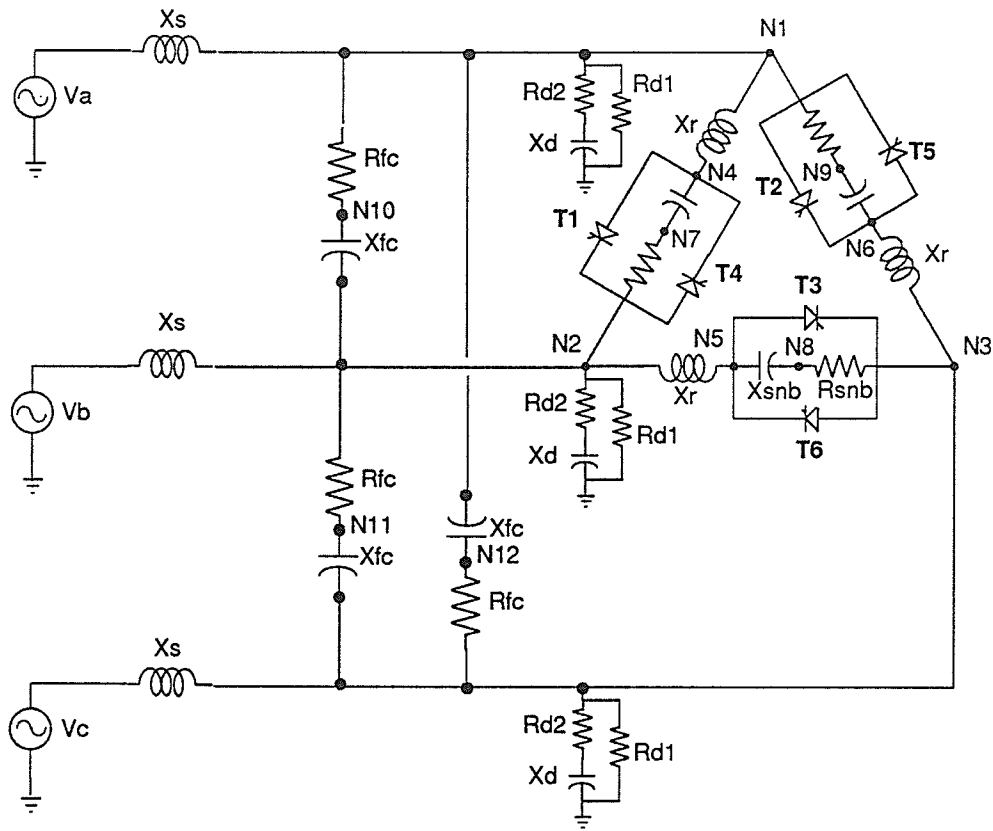 Xs
N1
Va
Rd2
Rd1
Xr
Xd
T5
N9
T2
N4
Rfc
N10
Xfc
T1
N7
N6
Xr
T4
T3
Xs
N2
N5
N8
N3
Xsnb
Rsnb
Xr
Vb
Rd2
Rd1
Xd
T6
Rfc
N11
Xfc
Xfc
N12
Rfc
Xs
Vc
Rd2
Rd1
Xd